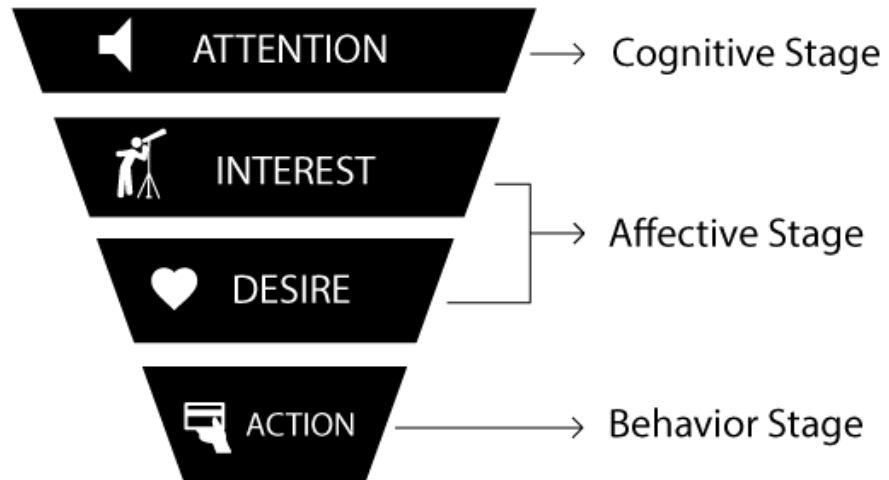 ATTENTION
Cognitive Stage
INTEREST
Affective Stage
DESIRE
ACTION
Behavior Stage